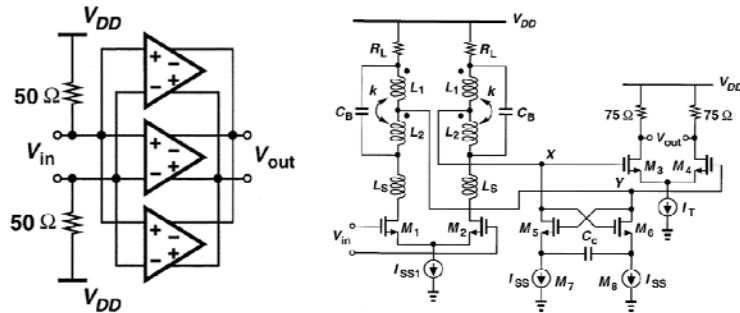 V_DD
50 Ω
V_in
50 Ω
V_DD
V_out
+
−
+
−
+
−
+
−
+
−
+
−
V_DD
R_L
R_L
L_1
L_1
k
k
C_B
C_B
L_2
L_2
L_S
L_S
M_1
M_2
V_in
I_SS1
V_DD
75 Ω
75 Ω
V_out
X
M_3
M_4
Y
I_T
M_5
M_6
C_c
I_SS
M_7
M_8
I_SS